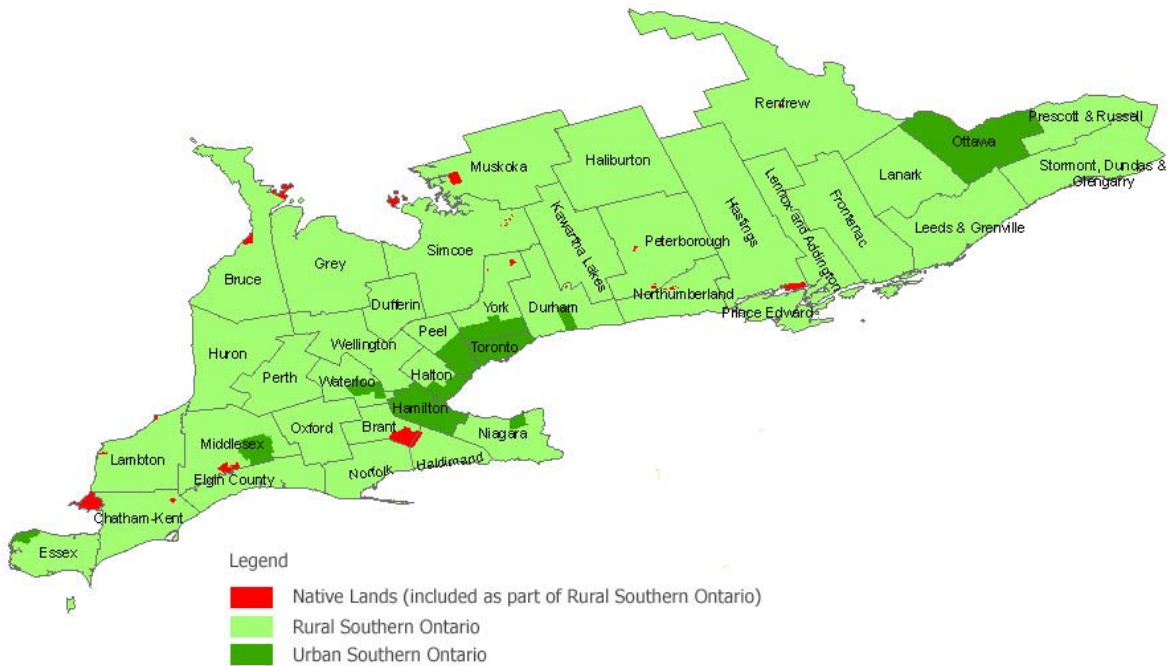 Renfrew
Prescott & Russell
Ottawa
Muskoka
Haliburton
Lanark
Stormont, Dundas &
Glengarry
Kawartha Lakes
Hastings
Lennox and Addington
Frontenac
Leeds & Grenville
Peterborough
Simcoe
Grey
Bruce
Northumberland
Dufferin
York
Durham
Prince Edward
Peel
Wellington
Toronto
Huron
Halton
Perth
Waterloo
Hamilton
Oxford
Brant
Niagara
Middlesex
Lambton
Norfolk
Haldimand
Elgin County
Chatham-Kent
Essex
Legend
Native Lands (included as part of Rural Southern Ontario)
Rural Southern Ontario
Urban Southern Ontario